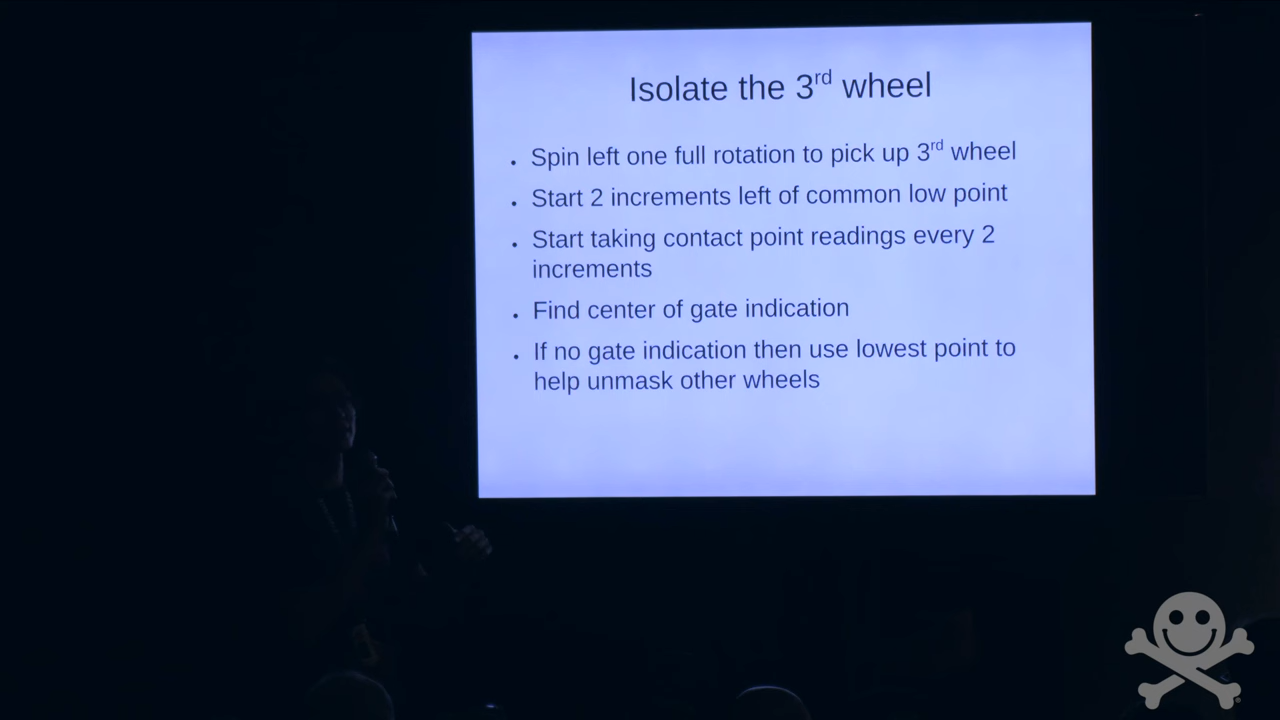 Isolate the 3rd wheel
• Spin left one full rotation to pick up 3rd wheel
• Start 2 increments left of common low point
• Start taking contact point readings every 2
increments
• Find center of gate indication
• If no gate indication then use lowest point to
help unmask other wheels